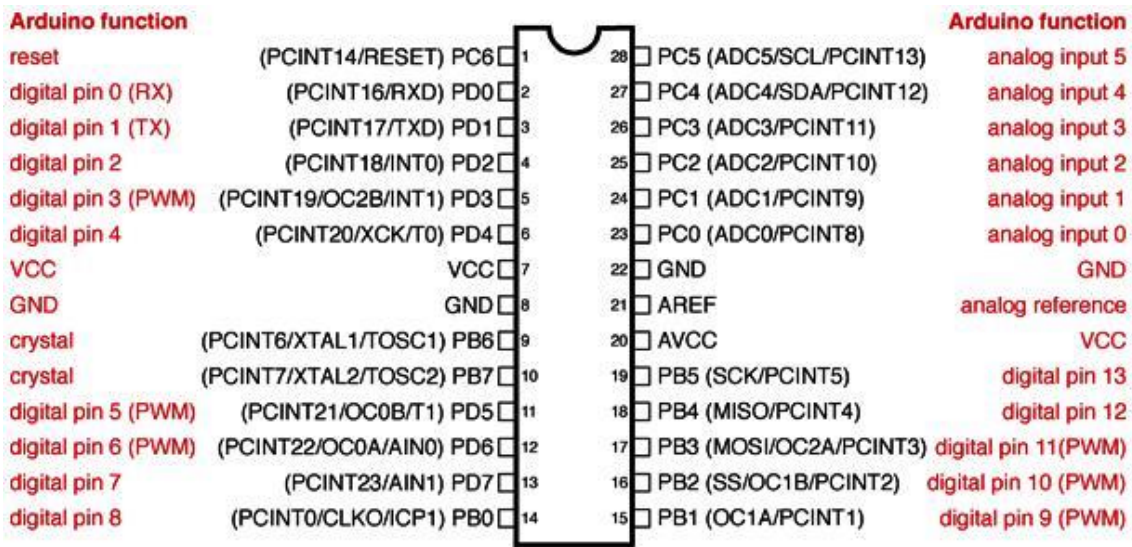 Arduino function Arduino function
reset (PCINT14/RESET) PC6 1 28 PC5 (ADC5/SCL/PCINT13) analog input 5
digital pin 0 (RX) (PCINT16/RXD) PD0 2 27 PC4 (ADC4/SDA/PCINT12) analog input 4
digital pin 1 (TX) (PCINT17/TXD) PD1 3 26 PC3 (ADC3/PCINT11) analog input 3
digital pin 2 (PCINT18/INT0) PD2 4 25 PC2 (ADC2/PCINT10) analog input 2
digital pin 3 (PWM) (PCINT19/OC2B/INT1) PD3 5 24 PC1 (ADC1/PCINT9) analog input 1
digital pin 4 (PCINT20/XCK/T0) PD4 6 23 PC0 (ADC0/PCINT8) analog input 0
VCC VCC 7 22 GND GND
GND GND 8 21 AREF analog reference
crystal (PCINT6/XTAL1/TOSC1) PB6 9 20 AVCC VCC
crystal (PCINT7/XTAL2/TOSC2) PB7 10 19 PB5 (SCK/PCINT5) digital pin 13
digital pin 5 (PWM) (PCINT21/OC0B/T1) PD5 11 18 PB4 (MISO/PCINT4) digital pin 12
digital pin 6 (PWM) (PCINT22/OC0A/AIN0) PD6 12 17 PB3 (MOSI/OC2A/PCINT3) digital pin 11(PWM)
digital pin 7 (PCINT23/AIN1) PD7 13 16 PB2 (SS/OC1B/PCINT2) digital pin 10 (PWM)
digital pin 8 (PCINT0/CLKO/ICP1) PB0 14 15 PB1 (OC1A/PCINT1) digital pin 9 (PWM)